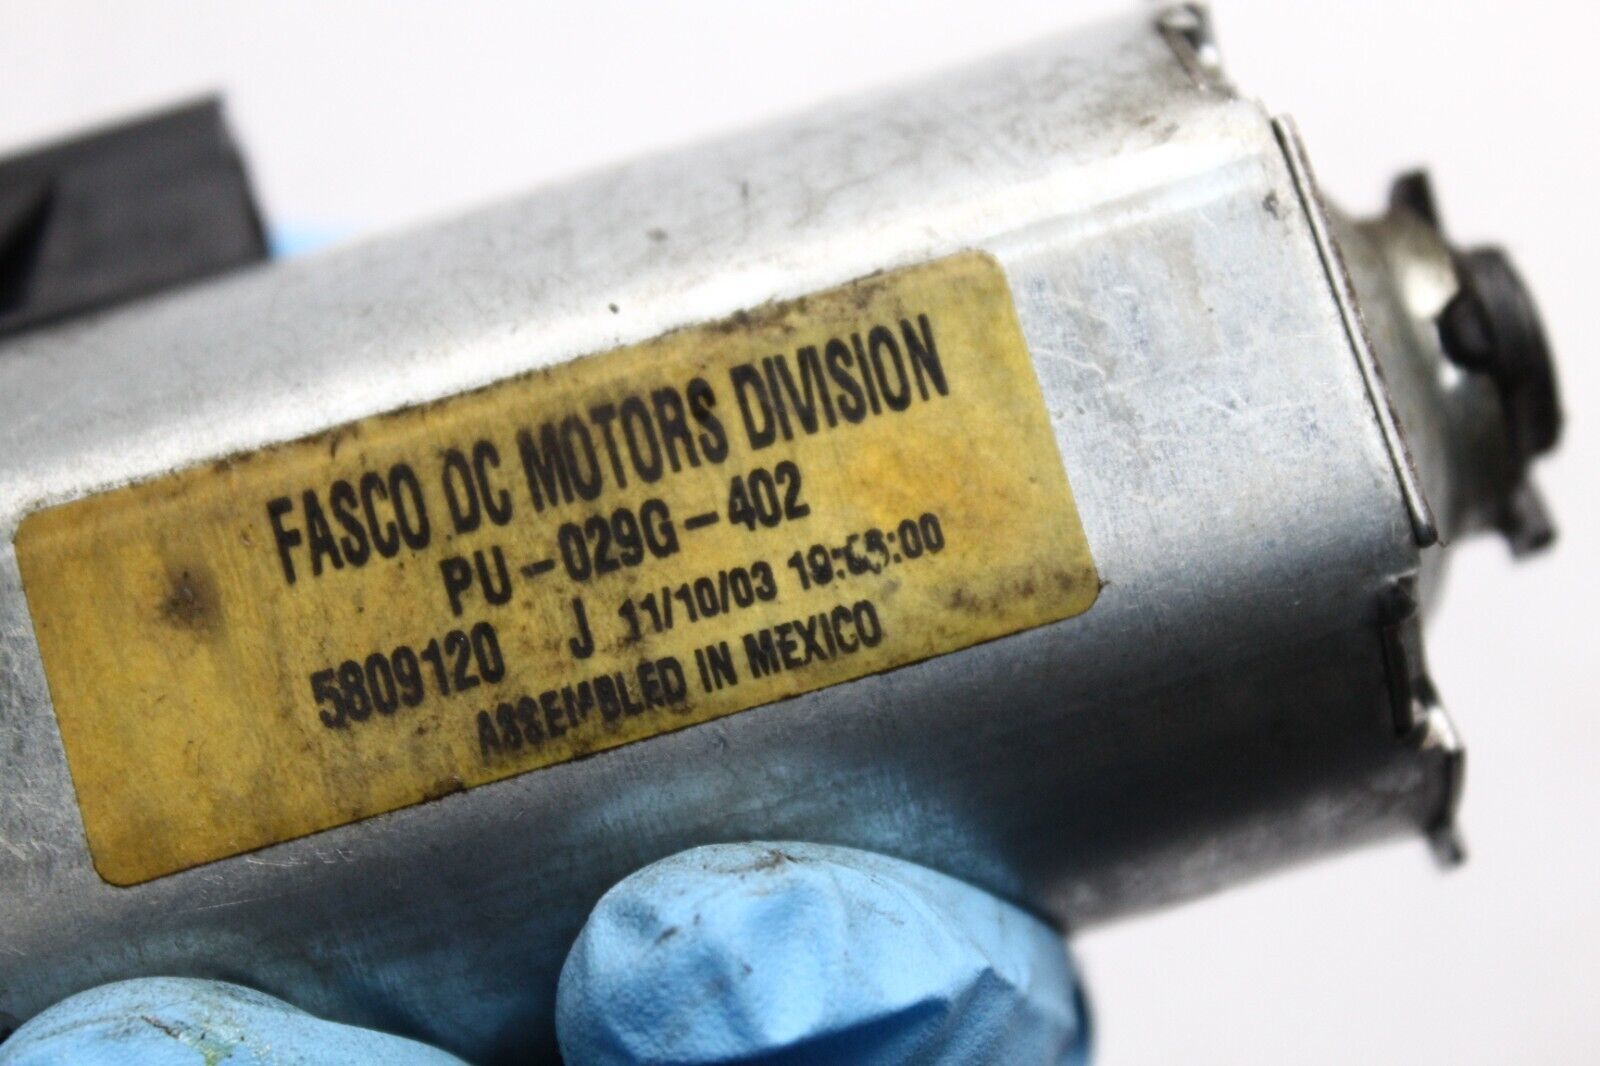 FASCO DC MOTORS DIVISION
PU-029G-402
5809120 J 11/10/03
ASSEMBLED IN MEXICO